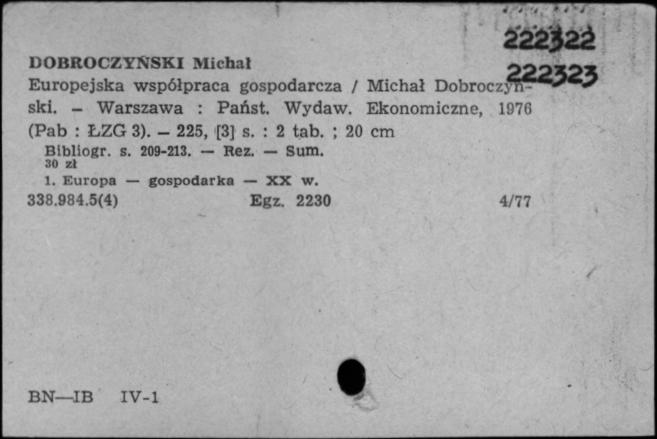 222322
DOBROCZYŃSKI Michał
222323
Europejska współpraca gospodarcza / Michał Dobroczyń-
ski. — Warszawa : Państ. Wydaw. Ekonomiczne, 1976
(Pab : ŁZG 3). — 225, [3] s. : 2 tab. ; 20 cm
Bibliogr. s. 209-213. — Rez. — Sum.
30 zł
1. Europa — gospodarka — XX w.
338.984.5(4) Egz. 2230 4/77
BN—IB IV-1